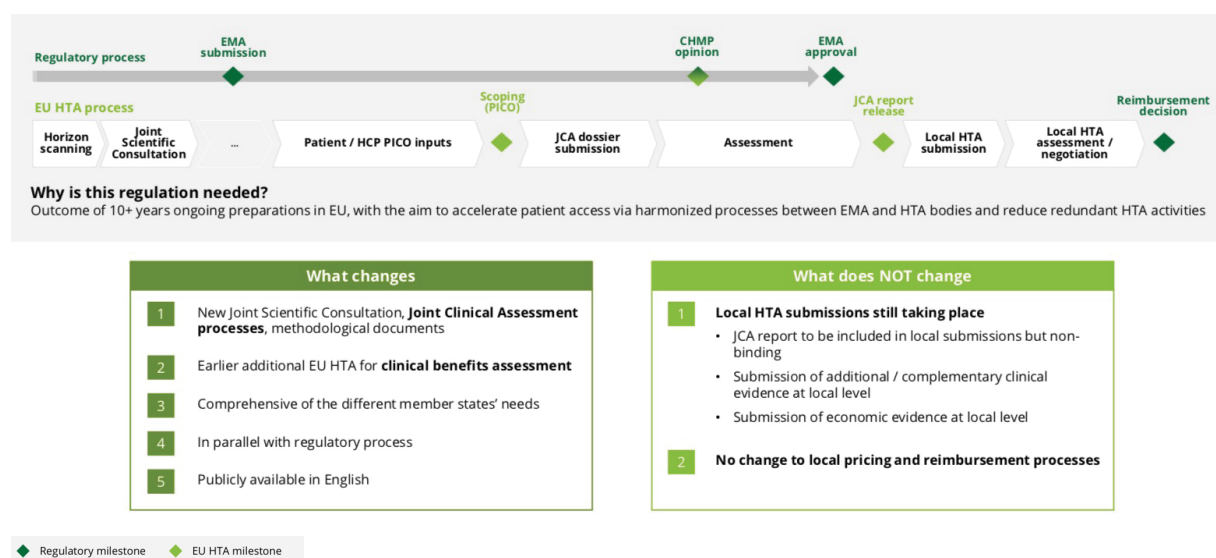 EMA
submission
CHMP
opinion
EMA
approval
Regulatory process
EU HTA process
Scoping
(PICO)
JCA report
release
Reimbursement
decision
Horizon
scanning
Joint
Scientific
Consultation
...
Patient / HCP PICO inputs
JCA dossier
submission
Assessment
Local HTA
submission
Local HTA
assessment /
negotiation
Why is this regulation needed?
Outcome of 10+ years ongoing preparations in EU, with the aim to accelerate patient access via harmonized processes between EMA and HTA bodies and reduce redundant HTA activities
What changes
1 New Joint Scientific Consultation, Joint Clinical Assessment
processes, methodological documents
2 Earlier additional EU HTA for clinical benefits assessment
3 Comprehensive of the different member states' needs
4 In parallel with regulatory process
5 Publicly available in English
What does NOT change
1 Local HTA submissions still taking place
• JCA report to be included in local submissions but non-
binding
• Submission of additional / complementary clinical
evidence at local level
• Submission of economic evidence at local level
2 No change to local pricing and reimbursement processes
Regulatory milestone
EU HTA milestone